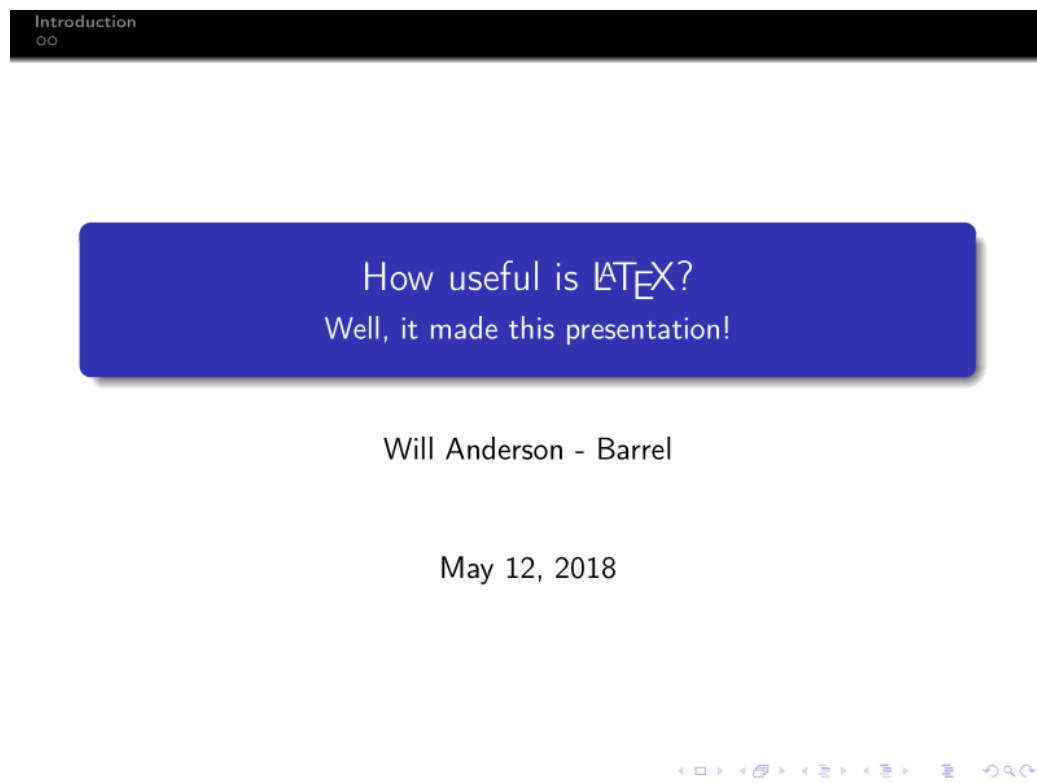 Introduction
How useful is LATEX?
Well, it made this presentation!
Will Anderson - Barrel
May 12, 2018